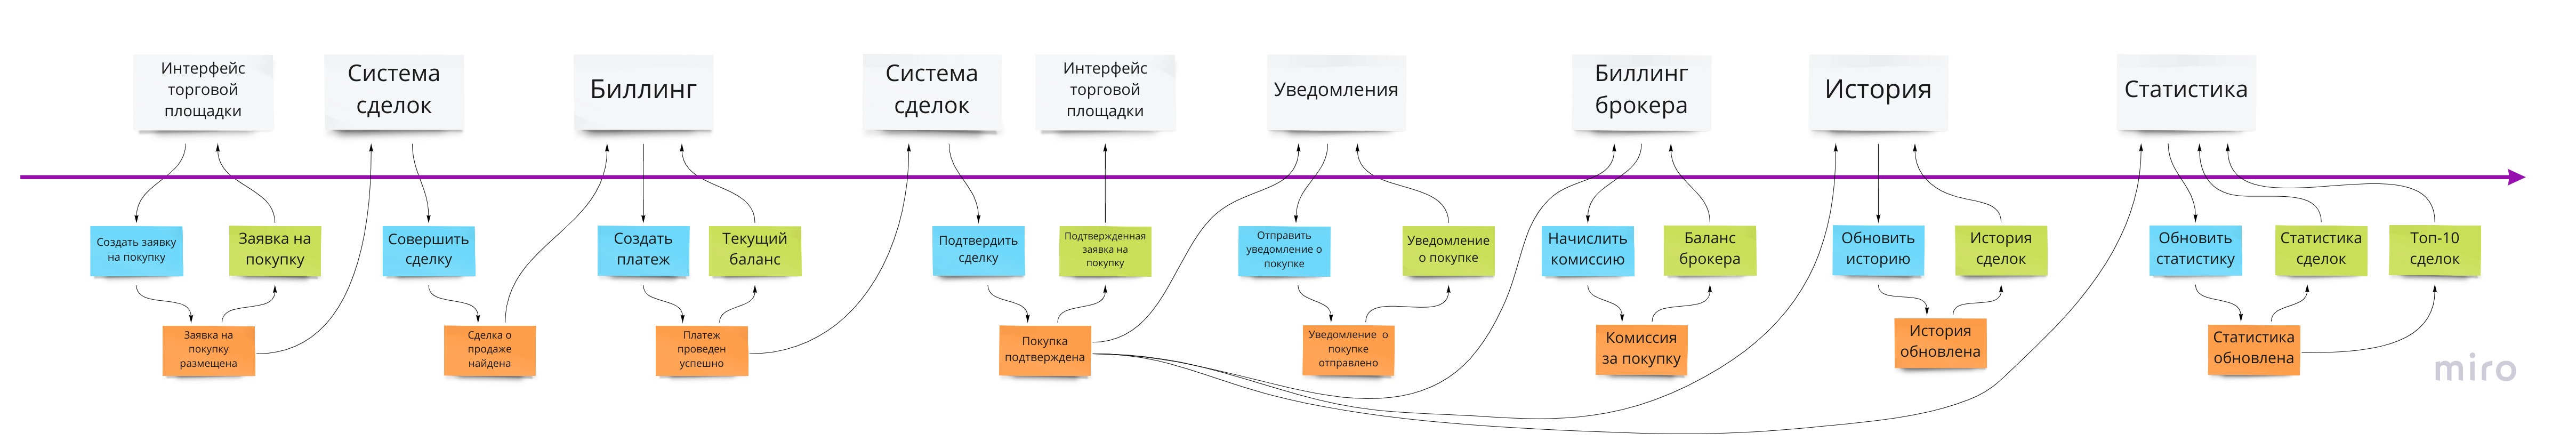 Интерфейс
торговой
площадки
Система
сделок
Биллинг
Система
сделок
Интерфейс
торговой
площадки
Уведомления
Биллинг
брокера
История
Статистика
Создать заявку
на покупку
Заявка на
покупку
Совершить
сделку
Создать
платеж
Текущий
баланс
Подтвердить
сделку
Подтвержденная
заявка на
покупку
Отправить
уведомление о
покупке
Уведомление
о покупке
Начислить
комиссию
Баланс
брокера
Обновить
историю
История
сделок
Обновить
статистику
Статистика
сделок
Топ-10
сделок
Заявка на
покупку
размещена
Сделка о
продаже
найдена
Платеж
проведен
успешно
Покупка
подтверждена
Уведомление о
покупке
отправлено
Комиссия
за покупку
История
обновлена
Статистика
обновлена
miro